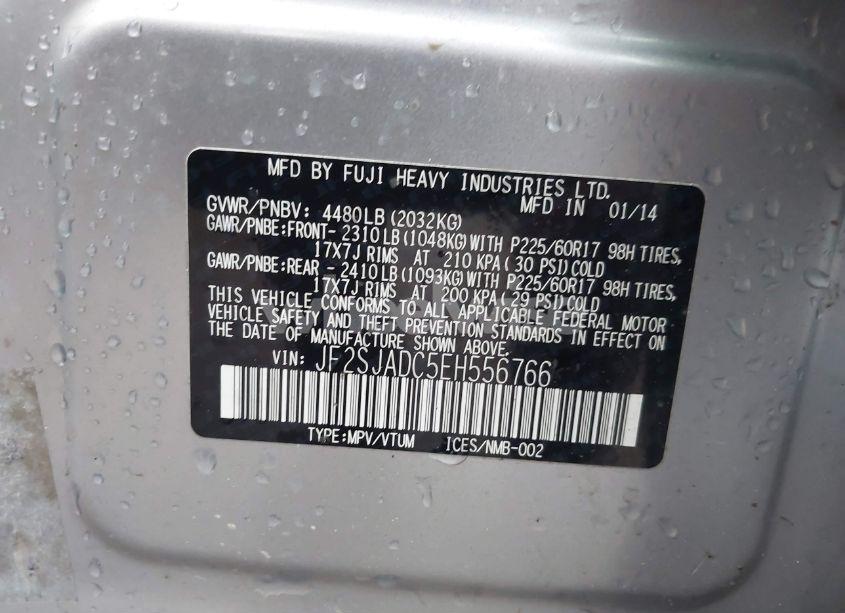 MFD BY FUJI HEAVY INDUSTRIES LTD.
MFD IN 01/14
GVWR/PNBV: 4480LB (2032KG)
GAWR/PNBE:FRONT- 2310LB (1048KG) WITH P225/60R17 98H TIRES,
17X7J RIMS AT 210 KPA( 30 PSI)COLD
GAWR/PNBE:REAR - 2410LB (1093KG) WITH P225/60R17 98H TIRES,
17X7J RIMS AT 200 KPA( 29 PSI)COLD
THIS VEHICLE CONFORMS TO ALL APPLICABLE FEDERAL MOTOR
VEHICLE SAFETY AND THEFT PREVENTION STANDARDS IN EFFECT ON
THE DATE OF MANUFACTURE SHOWN ABOVE.
VIN: JF2SJADC5EH556766
TYPE:MPV/VTUM ICES/NMB-002